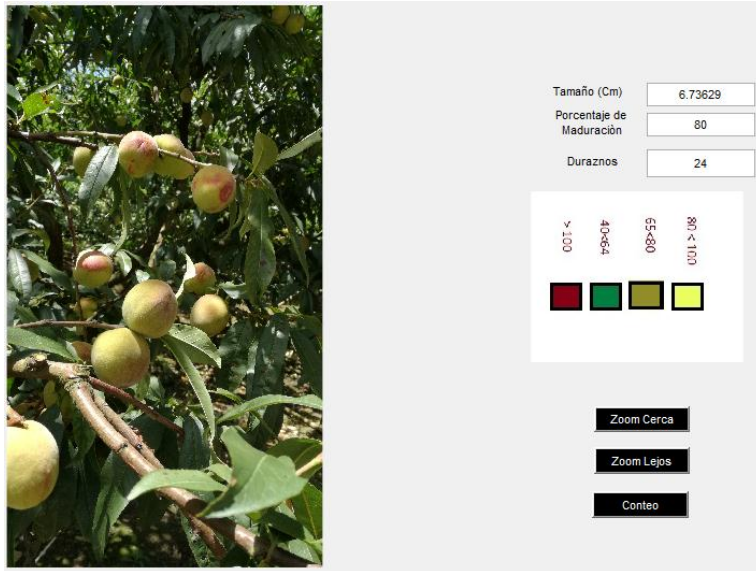 Tamaño (Cm) 6.73629
Porcentaje de
Maduraciòn 80
Duraznos 24
> 100
40<64
65<80
80 < 100
Zoom Cerca
Zoom Lejos
Conteo